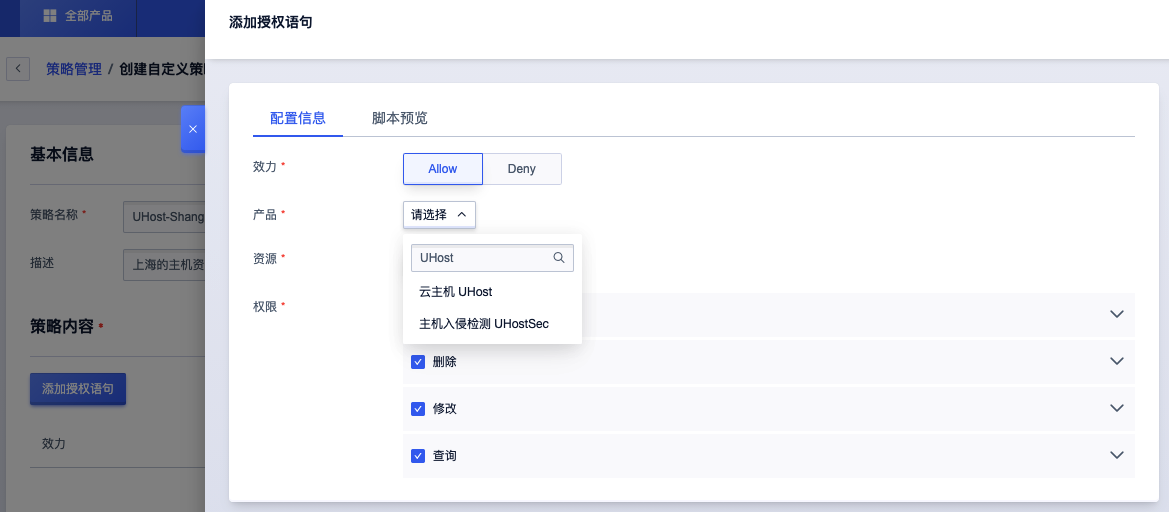 全部产品
添加授权语句
策略管理 / 创建自定义策
配置信息
脚本预览
基本信息
效力 *
Allow
Deny
策略名称 *
UHost-Shang
产品 *
请选择
描述
上海的主机资
资源 *
UHost
云主机 UHost
权限 *
主机入侵检测 UHostSec
策略内容 *
删除
添加授权语句
修改
效力
查询